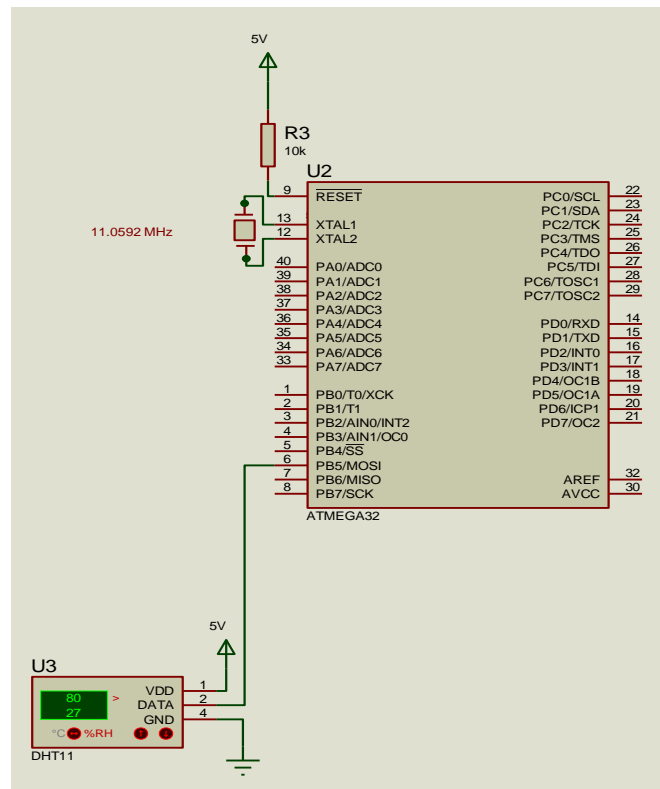 5V
R3
10k
U2
11.0592 MHz
9 RESET
13 XTAL1
12 XTAL2
40 PA0/ADC0
39 PA1/ADC1
38 PA2/ADC2
37 PA3/ADC3
36 PA4/ADC4
35 PA5/ADC5
34 PA6/ADC6
33 PA7/ADC7
1 PB0/T0/XCK
2 PB1/T1
3 PB2/AIN0/INT2
4 PB3/AIN1/OC0
5 PB4/SS
6 PB5/MOSI
7 PB6/MISO
8 PB7/SCK
PC0/SCL 22
PC1/SDA 23
PC2/TCK 24
PC3/TMS 25
PC4/TDO 26
PC5/TDI 27
PC6/TOSC1 28
PC7/TOSC2 29
PD0/RXD 14
PD1/TXD 15
PD2/INT0 16
PD3/INT1 17
PD4/OC1B 18
PD5/OC1A 19
PD6/ICP1 20
PD7/OC2 21
AREF 32
AVCC 30
ATMEGA32
5V
U3
80
27
>
°C %RH
VDD 1
DATA 2
GND 4
DHT11